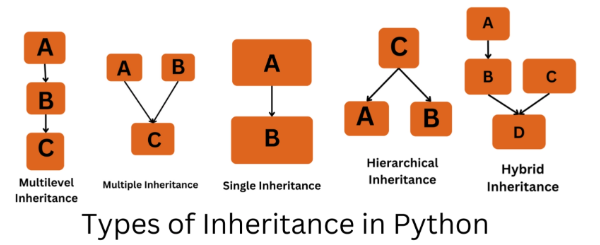 A
B
C
Multilevel
Inheritance
A B
C
Multiple Inheritance
A
B
Single Inheritance
C
A B
Hierarchical
Inheritance
A
B C
D
Hybrid
Inheritance
Types of Inheritance in Python